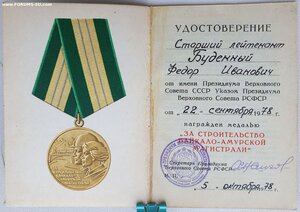 www.FORUMS-SU.com
УДОСТОВЕРЕНИЕ
Старший лейтенант
Буденный
Федор Иванович
от имени Президиума Верховного
Совета СССР Указом Президиума
Верховного Совета РСФСР
от "22" сентября 1978 г.
награжден медалью
"ЗА СТРОИТЕЛЬСТВО
БАЙКАЛО-АМУРСКОЙ
МАГИСТРАЛИ"
Секретарь Президиума
Верховного Совета РСФСР
5 октября 78